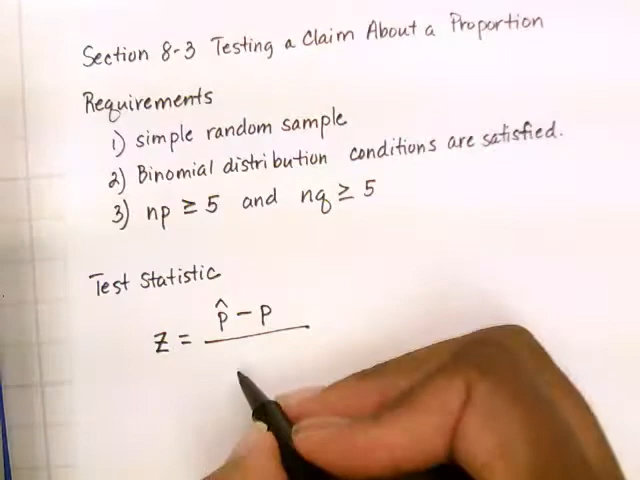 Section 8-3 Testing a Claim About a Proportion
Requirements
1) simple random sample
2) Binomial distribution conditions are satisfied.
3) np ≥ 5 and nq ≥ 5
Test Statistic
z = p̂ - p